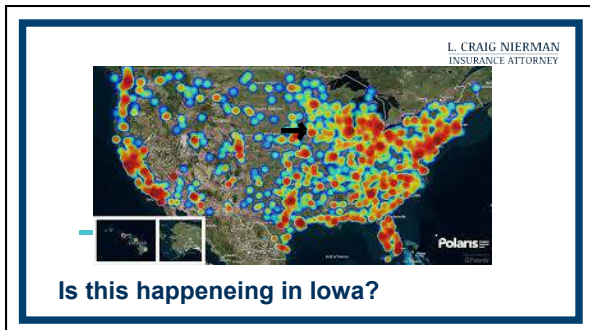 L. CRAIG NIERMAN
INSURANCE ATTORNEY
Polaris
Is this happeneing in Iowa?